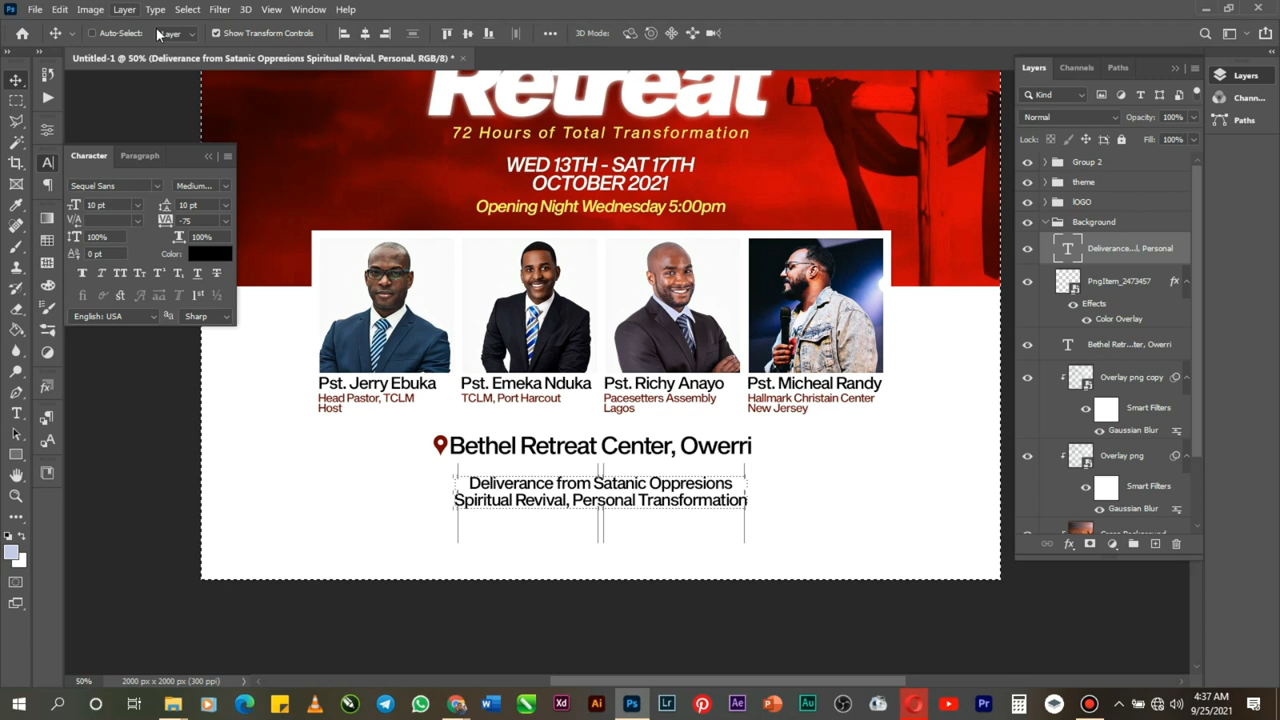 Ps File Edit Image Layer Type Select Filter 3D View Window Help
Auto-Select: Layer Show Transform Controls 3D Mode:
Untitled-1 @ 50% (Deliverance from Satanic Oppresions Spiritual Revival, Personal, RGB/8) *
Retreat
72 Hours of Total Transformation
WED 13TH - SAT 17TH
OCTOBER 2021
Opening Night Wednesday 5:00pm
Pst. Jerry Ebuka
Head Pastor, TCLM
Host
Pst. Emeka Nduka
TCLM, Port Harcout
Pst. Richy Anayo
Pacesetters Assembly
Lagos
Pst. Micheal Randy
Hallmark Christain Center
New Jersey
Bethel Retreat Center, Owerri
Deliverance from Satanic Oppresions
Spiritual Revival, Personal Transformation
Character Paragraph
Sequel Sans Medium...
10 pt 10 pt
-75
100% 100%
0 pt Color:
English: USA Sharp
Layers Channels Paths
Kind
Normal Opacity: 100%
Lock: Fill: 100%
Group 2
theme
lOGO
Background
Deliverance...l, Personal
PngItem_2473457 fx
Effects
Color Overlay
Bethel Retr...ter, Owerri
Overlay png copy
Smart Filters
Gaussian Blur
Overlay png
Smart Filters
Gaussian Blur
Layers
Chann...
Paths
50% 2000 px x 2000 px (300 ppi)
4:37 AM
9/25/2021